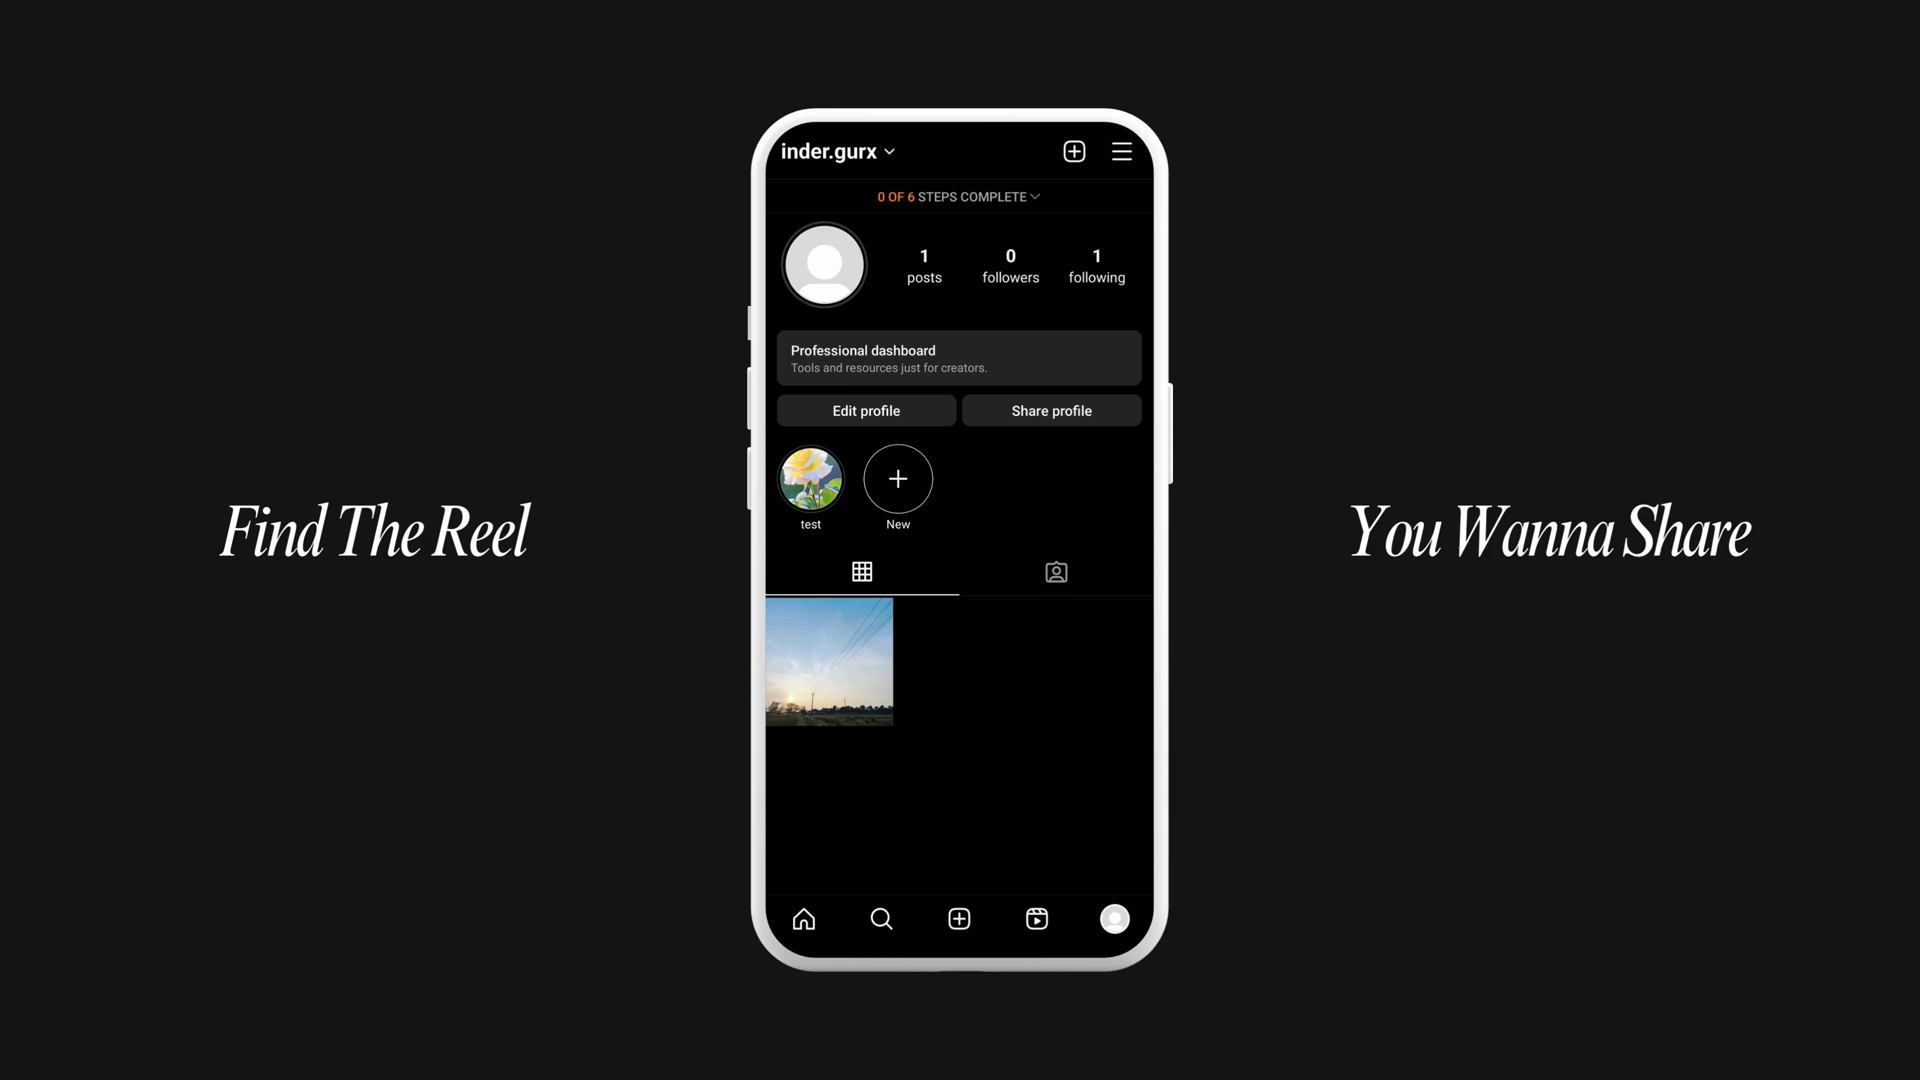 inder.gurx
0 OF 6 STEPS COMPLETE
1
posts
0
followers
1
following
Professional dashboard
Tools and resources just for creators.
Edit profile
Share profile
test
New
Find The Reel
You Wanna Share